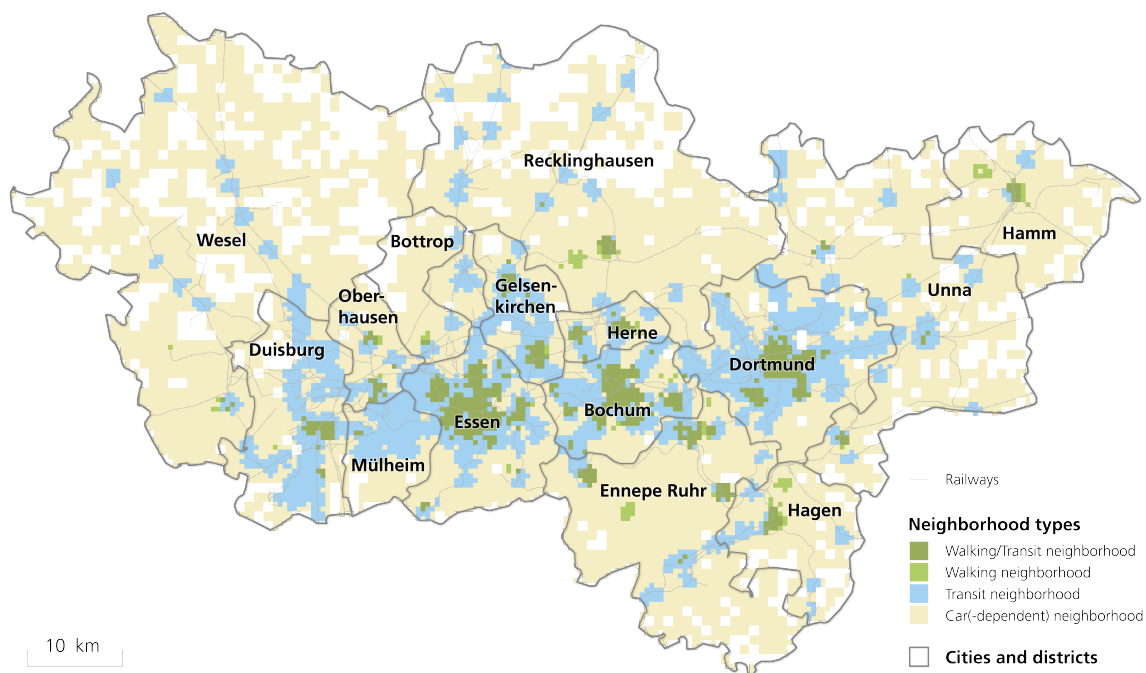 Recklinghausen
Wesel
Bottrop
Hamm
Gelsen-
kirchen
Unna
Ober-
hausen
Herne
Duisburg
Dortmund
Bochum
Essen
Mülheim
Ennepe Ruhr
Hagen
Railways
Neighborhood types
Walking/Transit neighborhood
Walking neighborhood
Transit neighborhood
Car(-dependent) neighborhood
Cities and districts
10 km